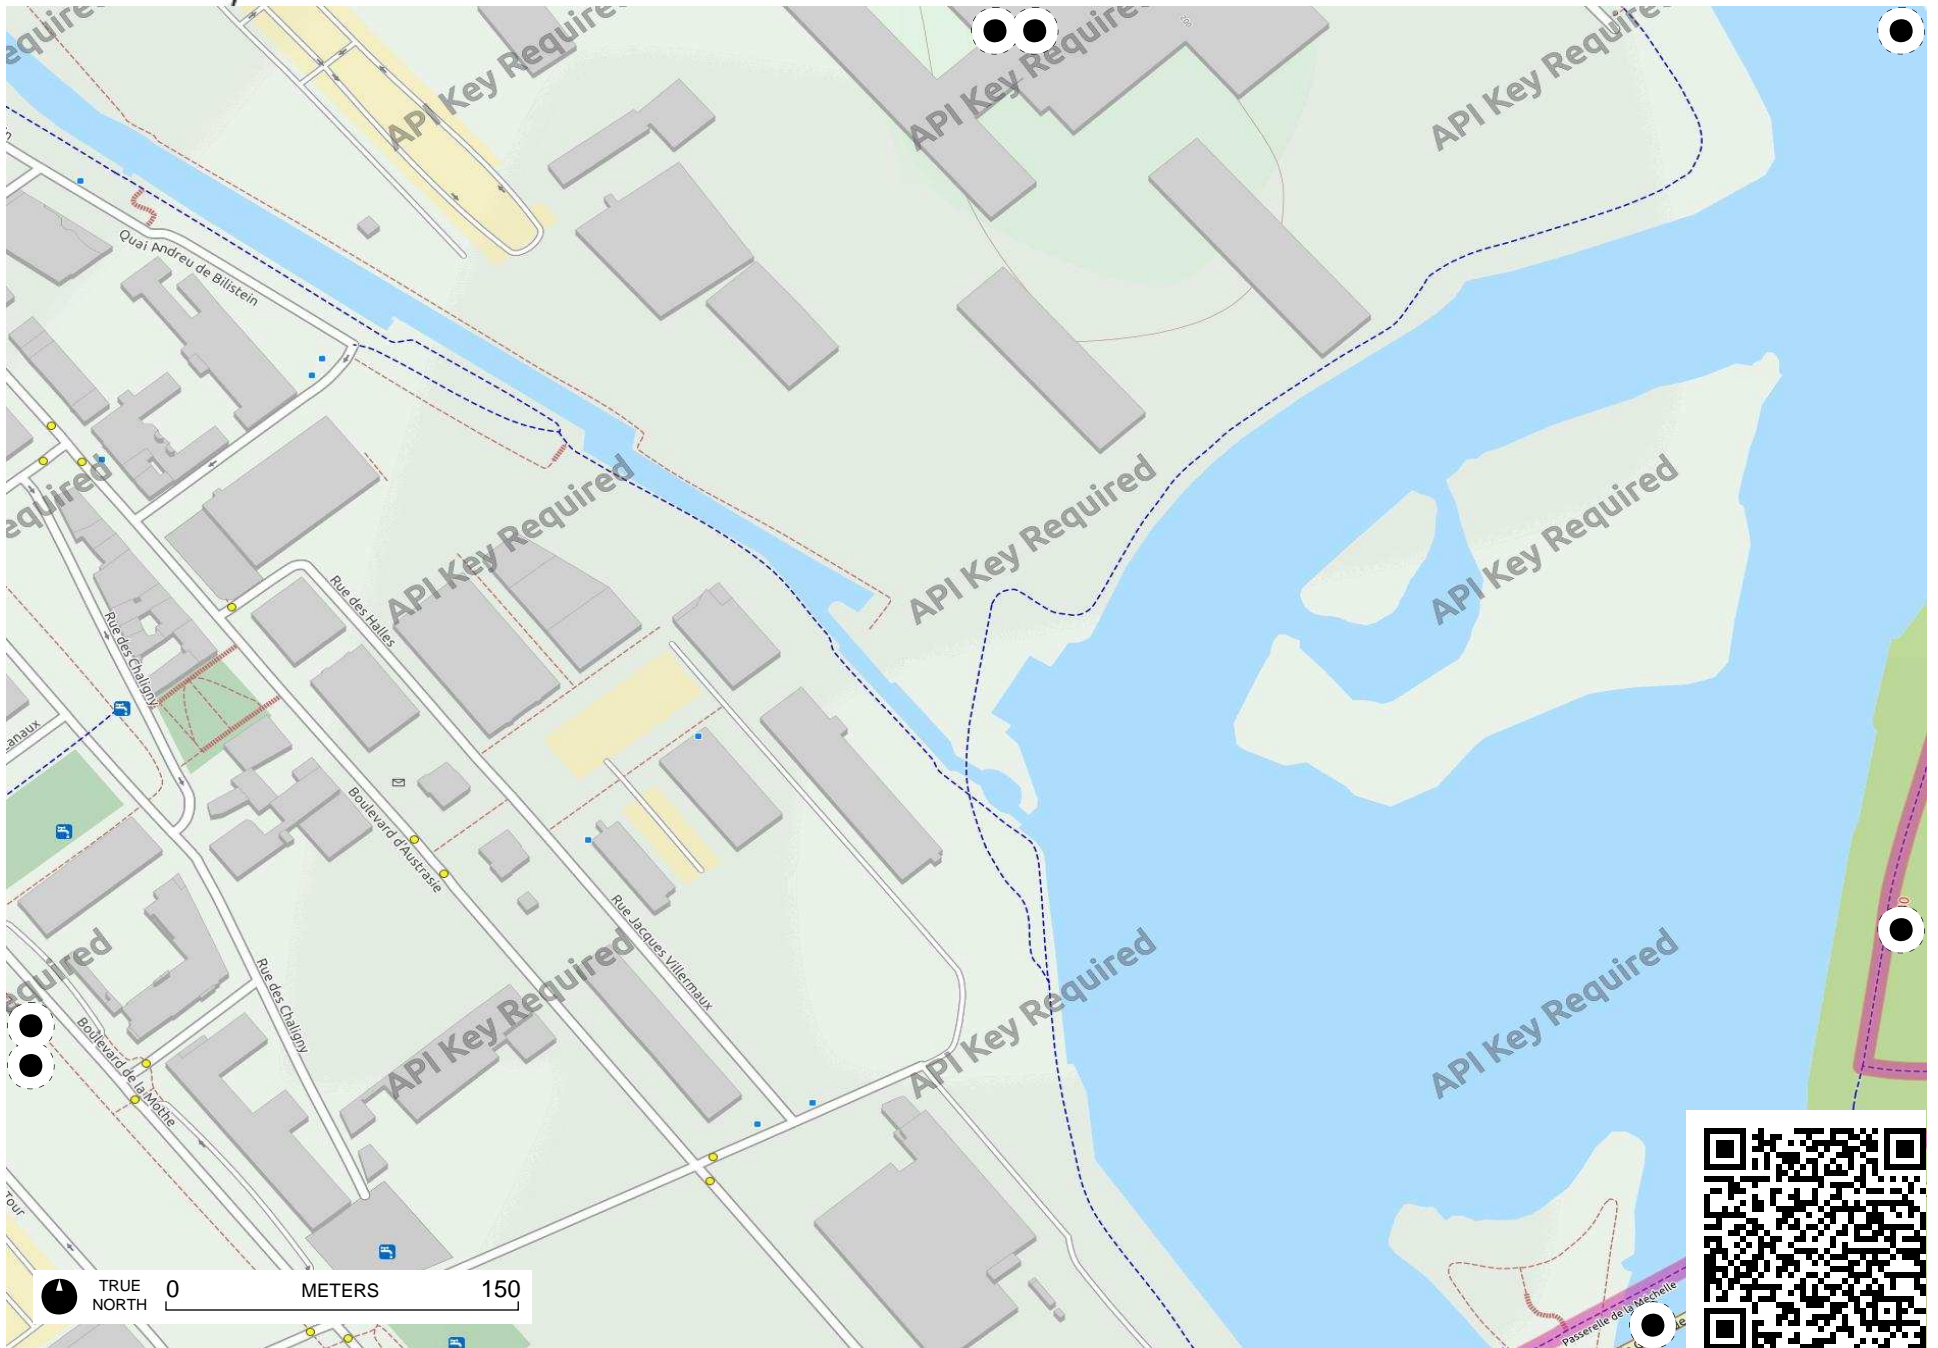 API Key Required
API Key Required
API Key Required
200
Quai Andreu de Bilistein
API Key Required
API Key Required
API Key Required
Rue des Halles
Rue des Chaligny
Boulevard d'Austrasie
Rue Jacques Villermaux
API Key Required
API Key Required
API Key Required
Rue des Chaligny
Boulevard de la Mothe
Tour
Passerelle de la Méchelle
TRUE NORTH
0 METERS 150